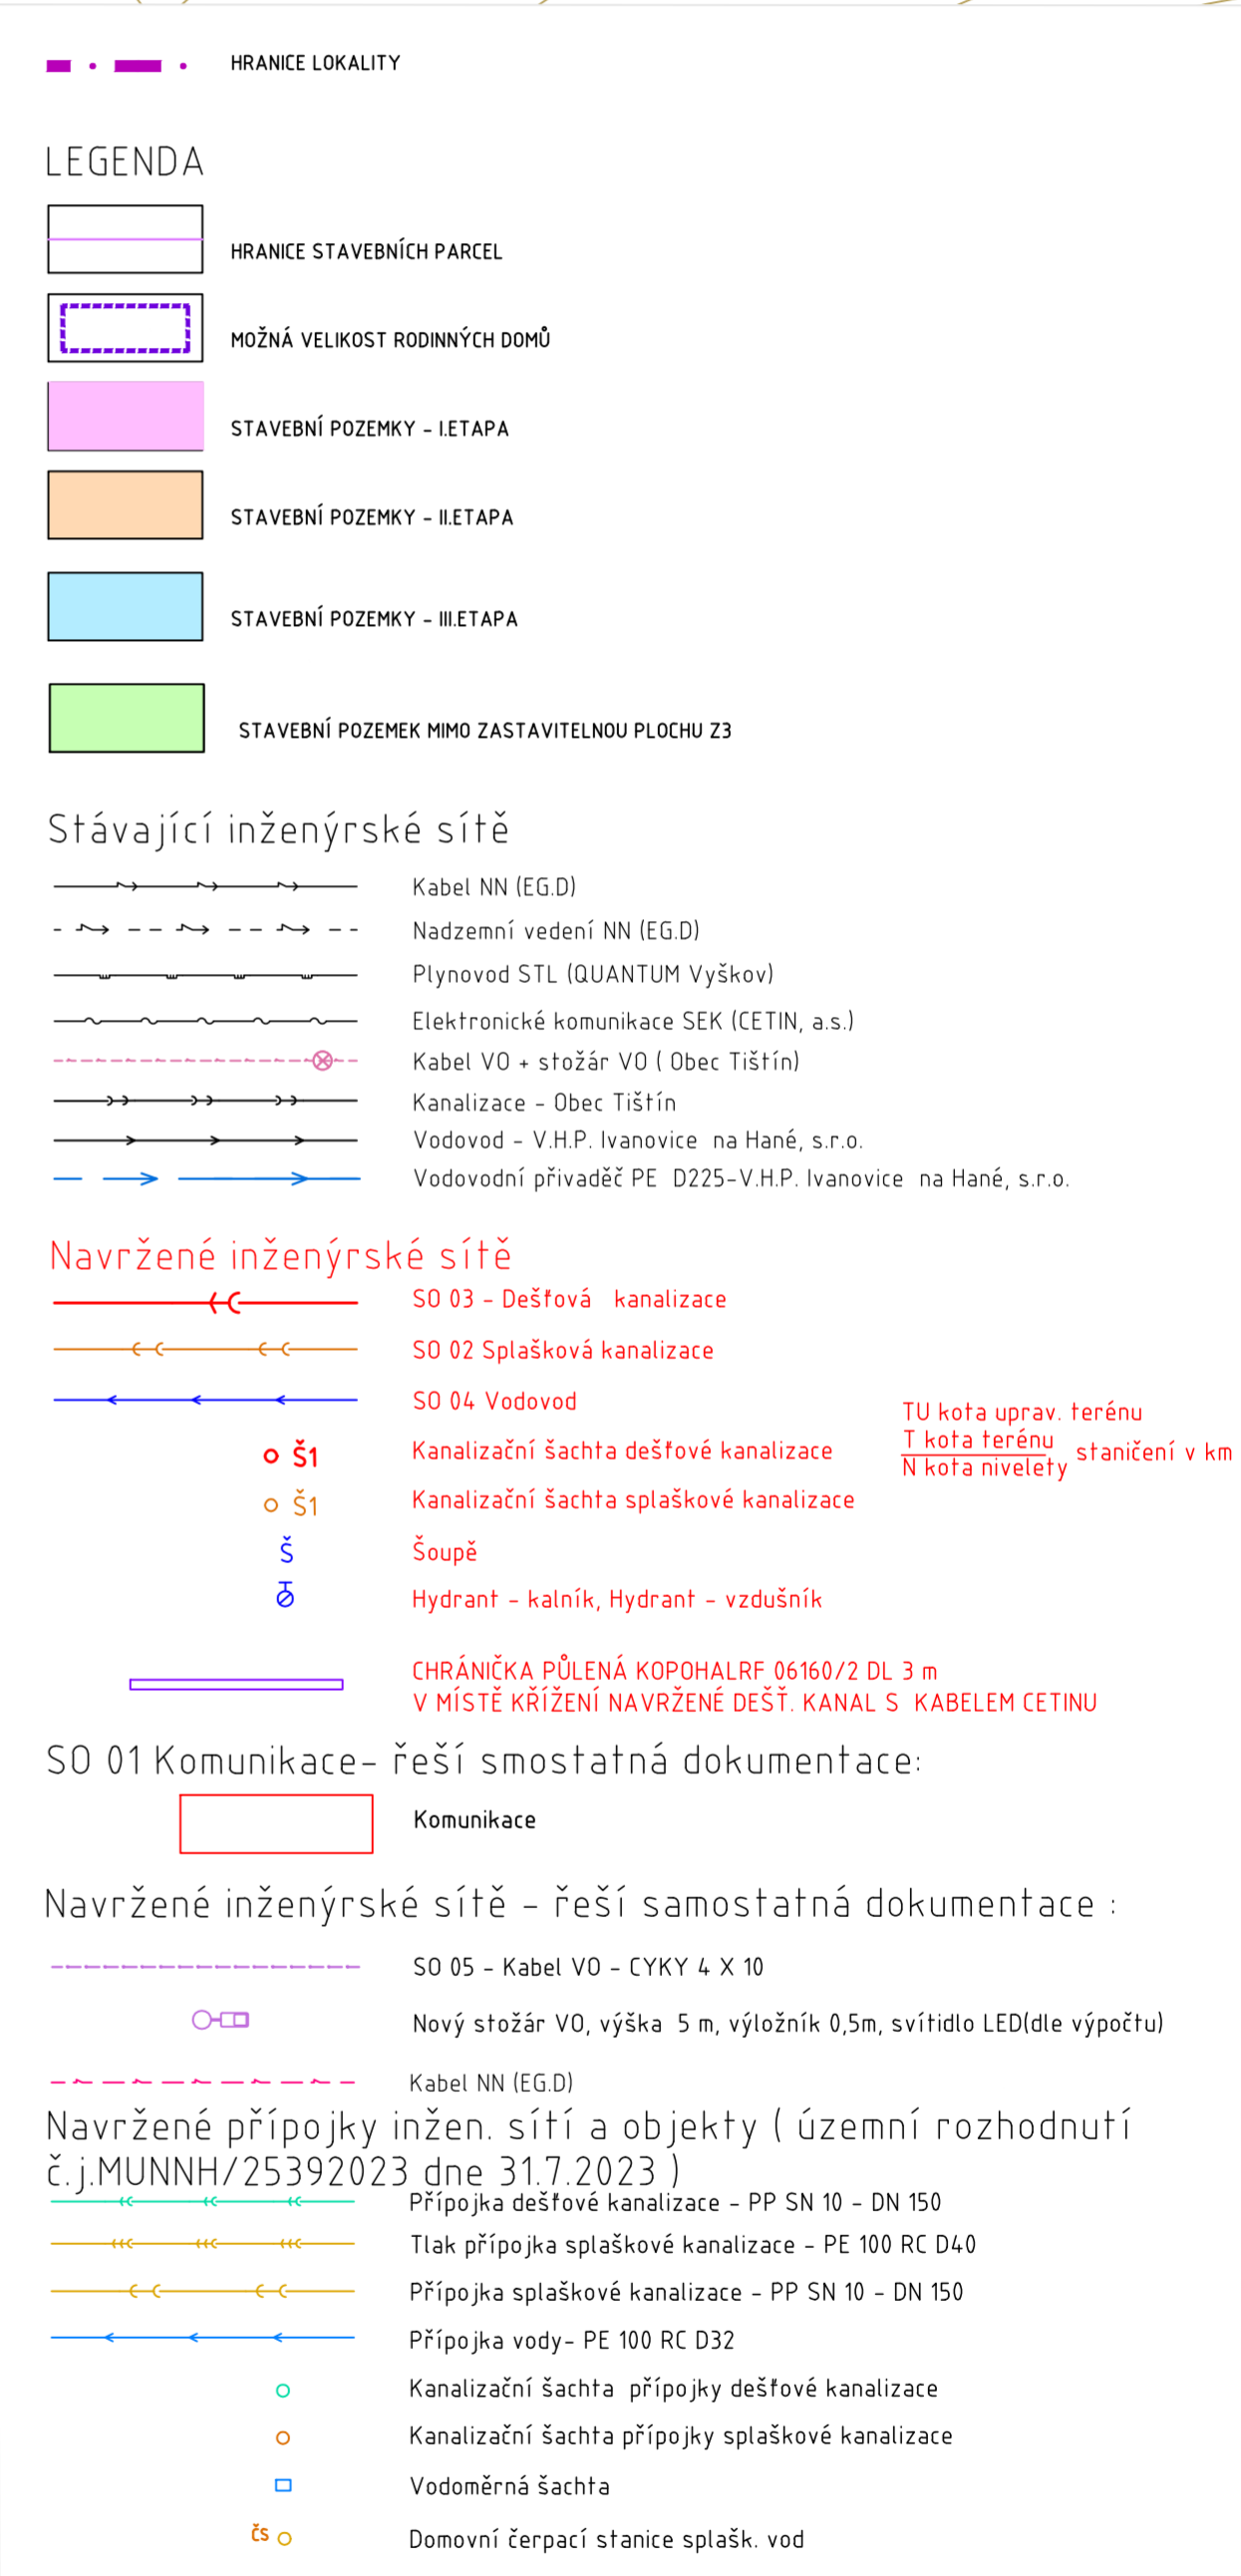 HRANICE LOKALITY
LEGENDA
HRANICE STAVEBNÍCH PARCEL
MOŽNÁ VELIKOST RODINNÝCH DOMŮ
STAVEBNÍ POZEMKY - I.ETAPA
STAVEBNÍ POZEMKY - II.ETAPA
STAVEBNÍ POZEMKY - III.ETAPA
STAVEBNÍ POZEMEK MIMO ZASTAVITELNOU PLOCHU Z3
Stávající inženýrské sítě
Kabel NN (EG.D)
Nadzemní vedení NN (EG.D)
Plynovod STL (QUANTUM Vyškov)
Elektronické komunikace SEK (CETIN, a.s.)
Kabel VO + stožár VO ( Obec Tištín)
Kanalizace - Obec Tištín
Vodovod - V.H.P. Ivanovice na Hané, s.r.o.
Vodovodní přivaděč PE D225-V.H.P. Ivanovice na Hané, s.r.o.
Navržené inženýrské sítě
SO 03 - Dešťová kanalizace
SO 02 Splašková kanalizace
SO 04 Vodovod
TU kota uprav. terénu
T kota terénu
N kota nivelety staničení v km
Š1 Kanalizační šachta dešťové kanalizace
Š1 Kanalizační šachta splaškové kanalizace
Š Šoupě
Hydrant - kalník, Hydrant - vzdušník
CHRÁNIČKA PŮLENÁ KOPOHALRF 06160/2 DL 3 m
V MÍSTĚ KŘÍŽENÍ NAVRŽENÉ DEŠŤ. KANAL S KABELEM CETINU
SO 01 Komunikace- řeší smostatná dokumentace:
Komunikace
Navržené inženýrské sítě - řeší samostatná dokumentace :
SO 05 - Kabel VO - CYKY 4 X 10
Nový stožár VO, výška 5 m, výložník 0,5m, svítidlo LED(dle výpočtu)
Kabel NN (EG.D)
Navržené přípojky inžen. sítí a objekty ( územní rozhodnutí
č.j.MUNNH/25392023 dne 31.7.2023 )
Přípojka dešťové kanalizace - PP SN 10 - DN 150
Tlak přípojka splaškové kanalizace - PE 100 RC D40
Přípojka splaškové kanalizace - PP SN 10 - DN 150
Přípojka vody- PE 100 RC D32
Kanalizační šachta přípojky dešťové kanalizace
Kanalizační šachta přípojky splaškové kanalizace
Vodoměrná šachta
ČS Domovní čerpací stanice splašk. vod